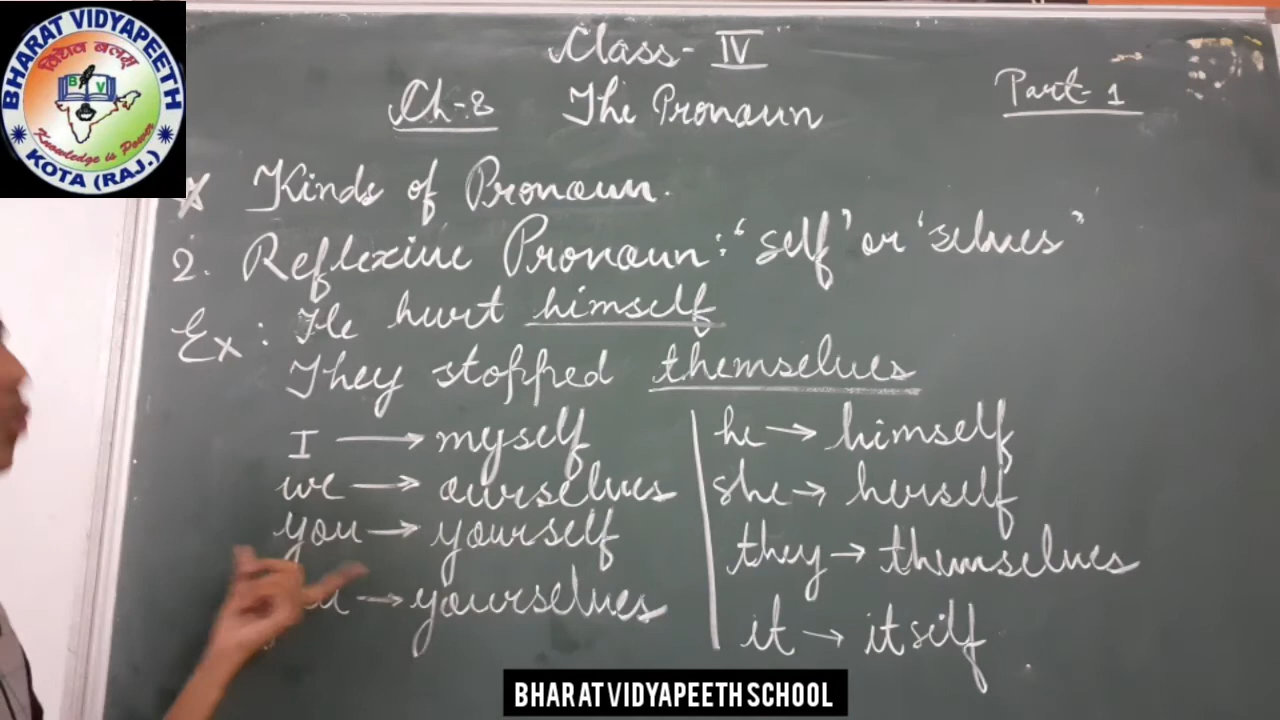 BHARAT VIDYAPEETH
विधैव बलम्
B V
Knowledge is Power
KOTA (RAJ.)
Class- IV
Part-1
Ch-:8 The Pronoun
* Kinds of Pronoun.
2. Reflexive Pronoun: 'self' or 'selves'
Ex: He hurt himself
They stopped themselves
I → myself
we → ourselves
you → yourself
→ yourselves
he → himself
she → herself
they → themselves
it → itself
BHARAT VIDYAPEETH SCHOOL